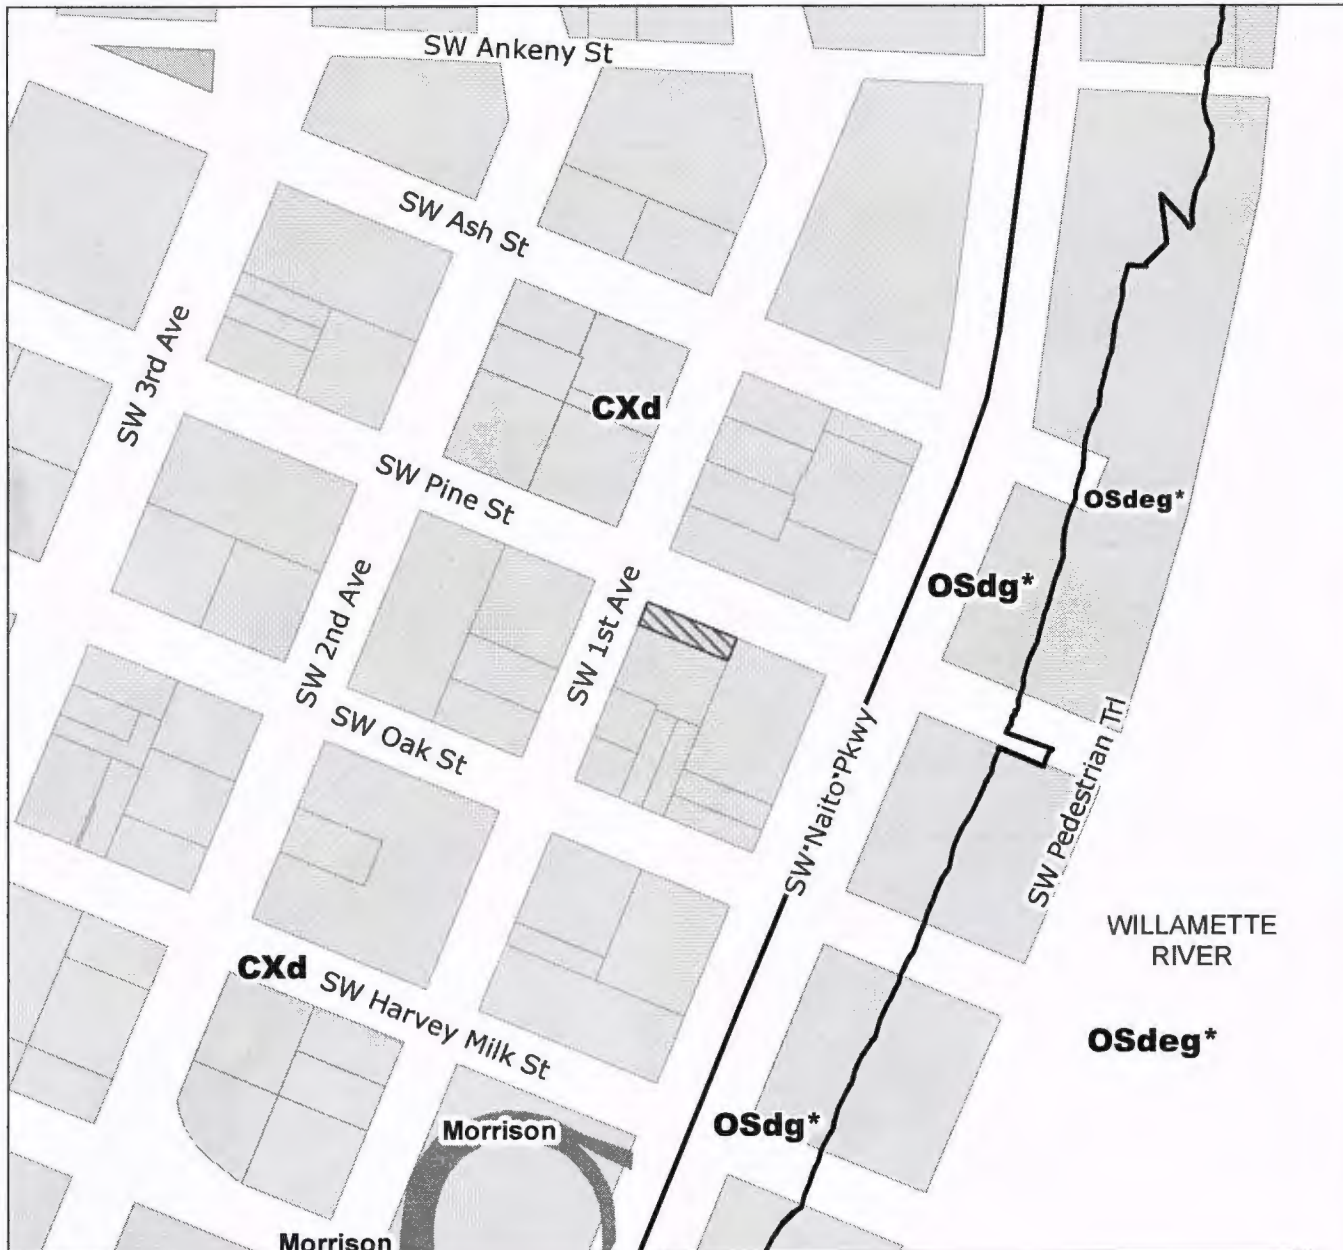 SW Ankeny St
SW Ash St
SW 3rd Ave
CXd
SW Pine St
OSdeg*
SW 2nd Ave
SW 1st Ave
OSdg*
SW Oak St
SW Naito Pkwy
SW Pedestrian Trl
WILLAMETTE
RIVER
CXd
SW Harvey Milk St
OSdeg*
Morrison
OSdg*
Morrison